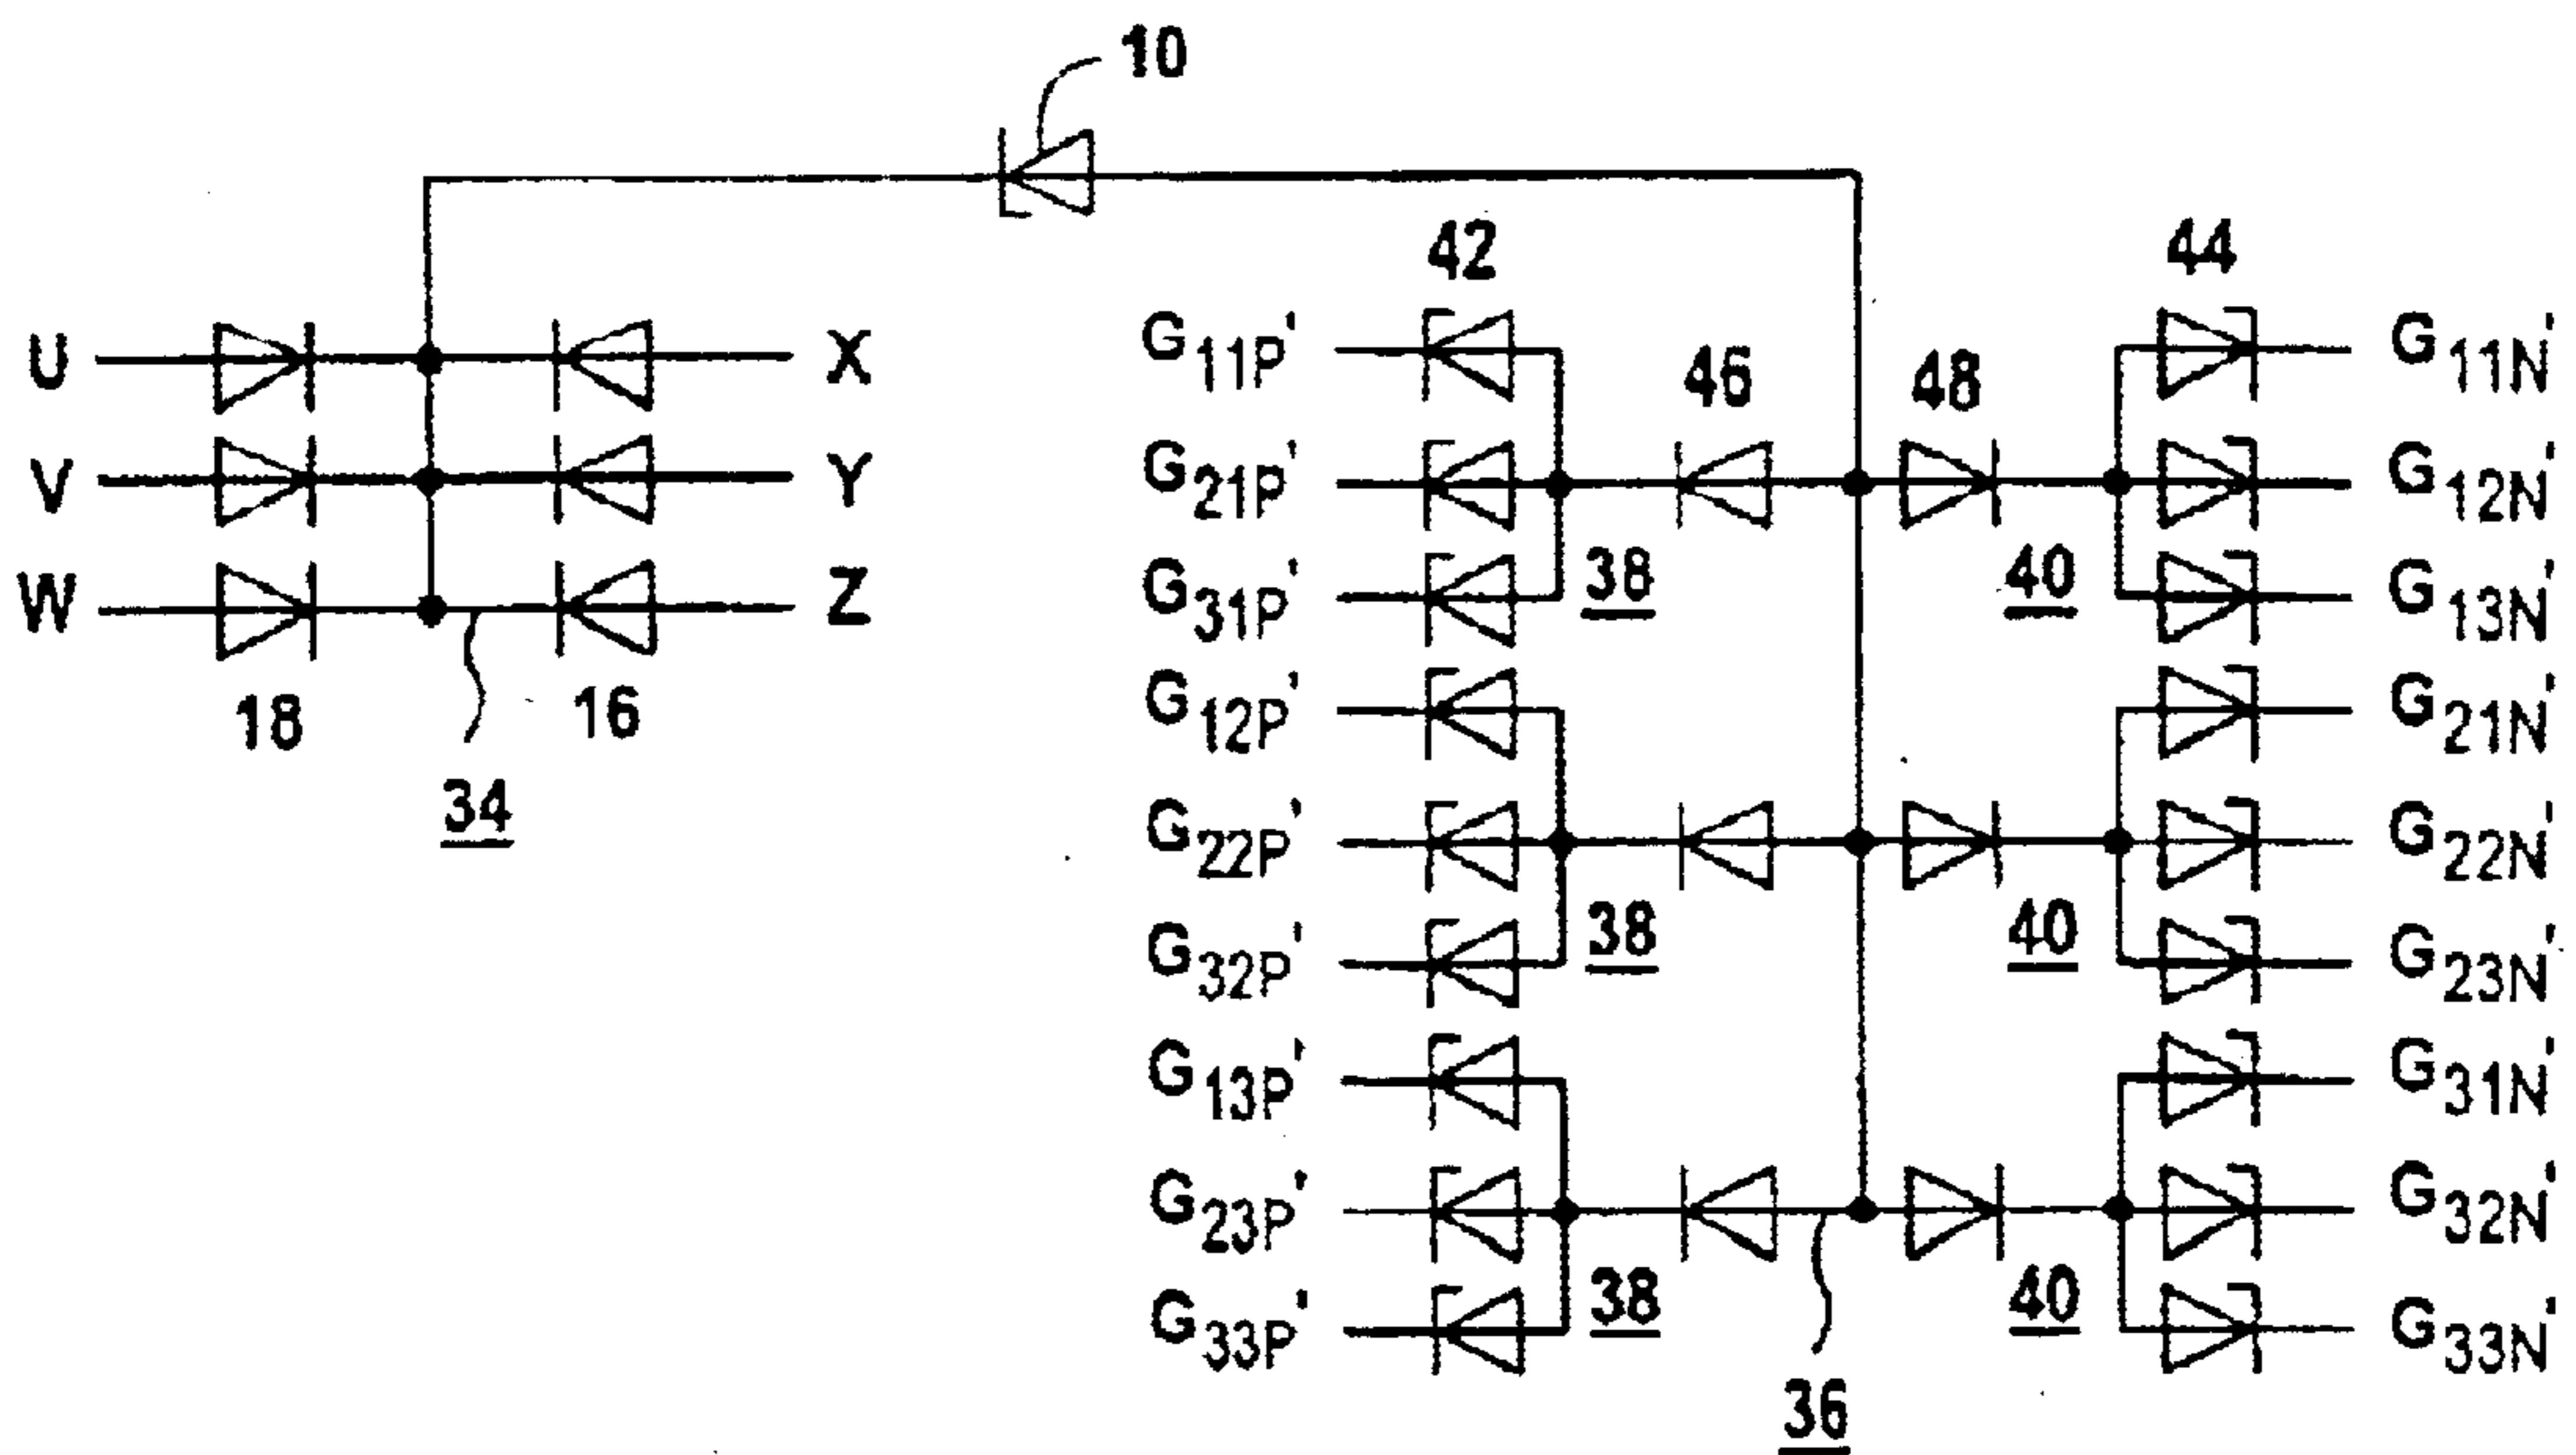 10
42
44
U
X
G11P'
46
48
G11N'
V
Y
G21P'
G12N'
W
Z
G31P'
38
40
G13N'
18
16
G12P'
G21N'
34
G22P'
G22N'
G32P'
38
40
G23N'
G13P'
G31N'
G23P'
G32N'
G33P'
38
40
G33N'
36